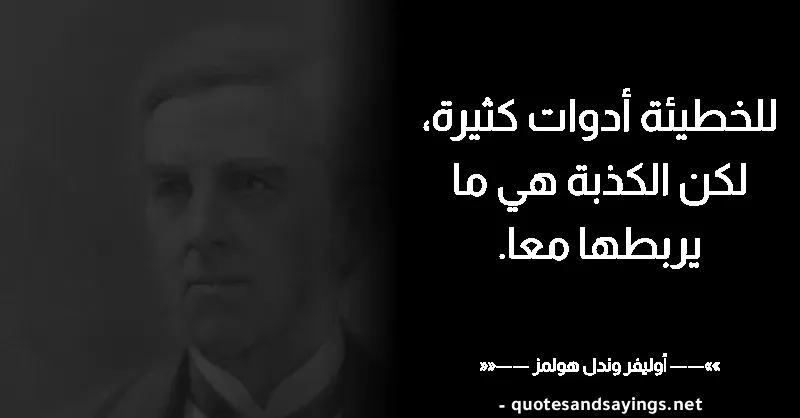 للخطيئة أدوات كثيرة،
لكن الكذبة هي ما
يربطها معا.
»»—— أوليفر وندل هولمز ——««
- quotesandsayings.net